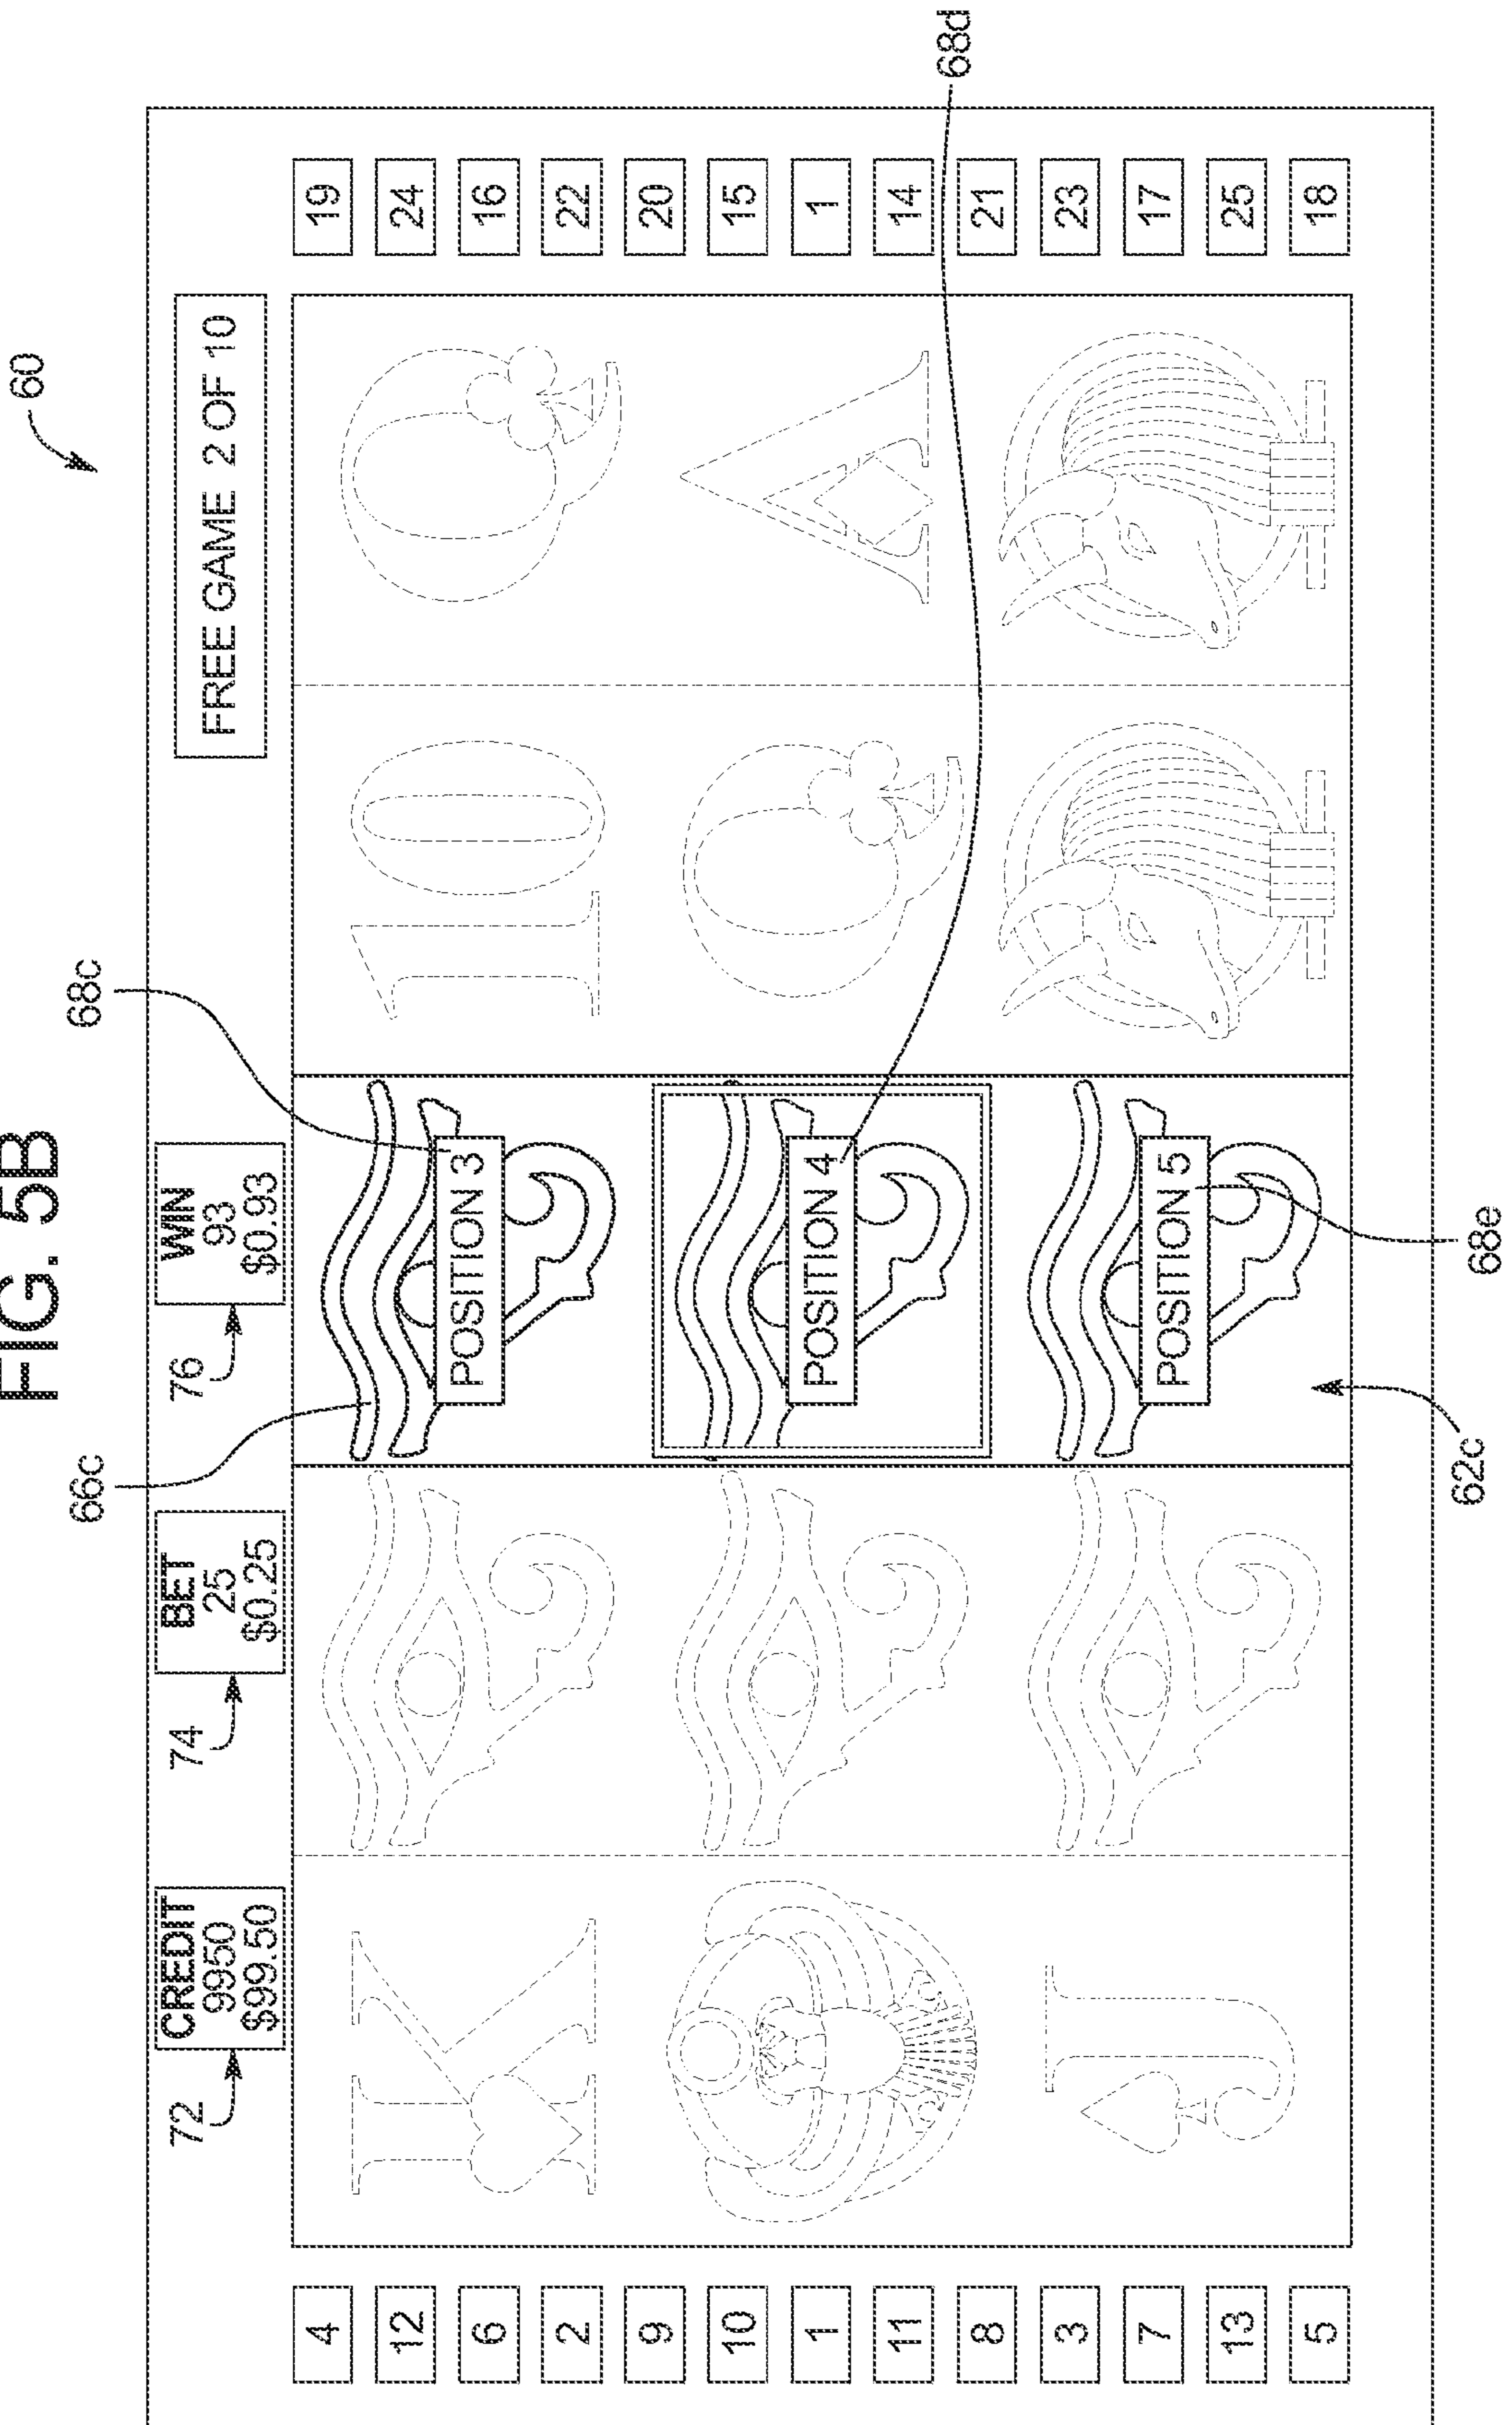 FIG. 5B
60
66c
68c
68d
72
CREDIT
9950
$99.50
74
BET
25
$0.25
76
WIN
93
$0.93
FREE GAME 2 OF 10
4
12
6
2
9
10
1
11
8
3
7
13
5
K
J
POSITION 3
POSITION 4
POSITION 5
10
Q
Q
A
19
24
16
22
20
15
1
14
21
23
17
25
18
62c
68e